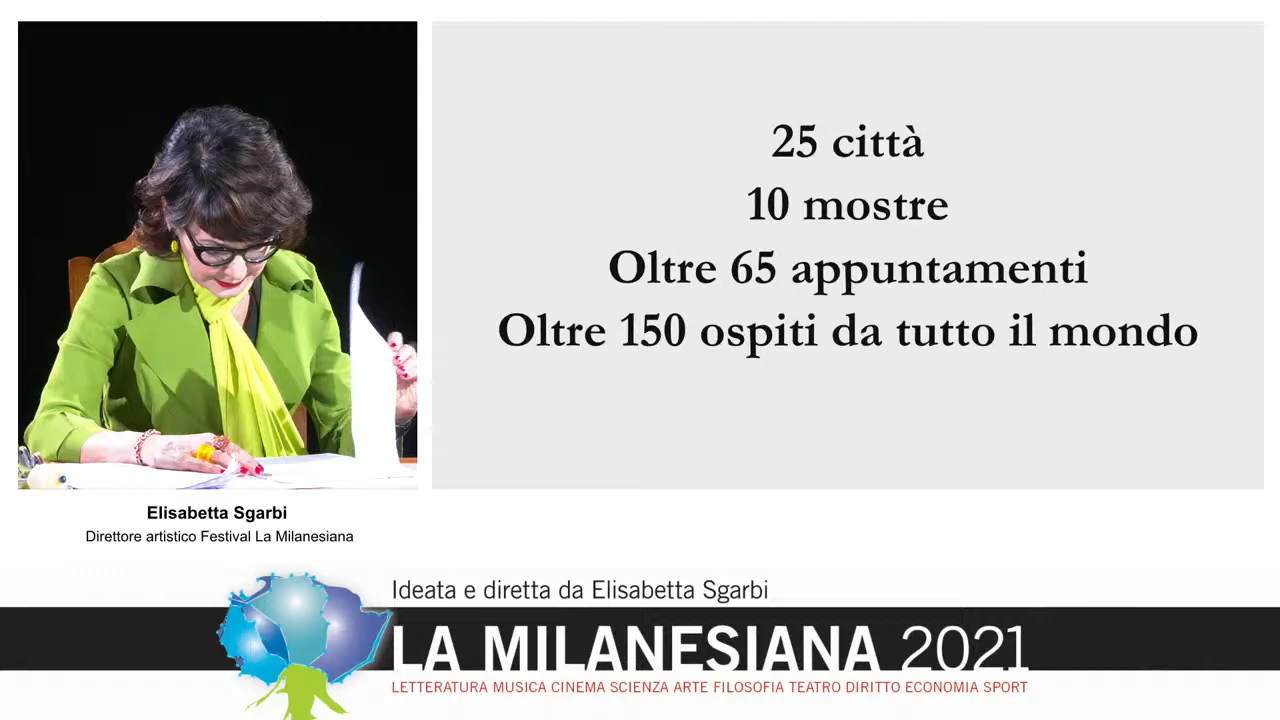 25 città
10 mostre
Oltre 65 appuntamenti
Oltre 150 ospiti da tutto il mondo
Elisabetta Sgarbi
Direttore artistico Festival La Milanesiana
Ideata e diretta da Elisabetta Sgarbi
LA MILANESIANA 2021
LETTERATURA MUSICA CINEMA SCIENZA ARTE FILOSOFIA TEATRO DIRITTO ECONOMIA SPORT